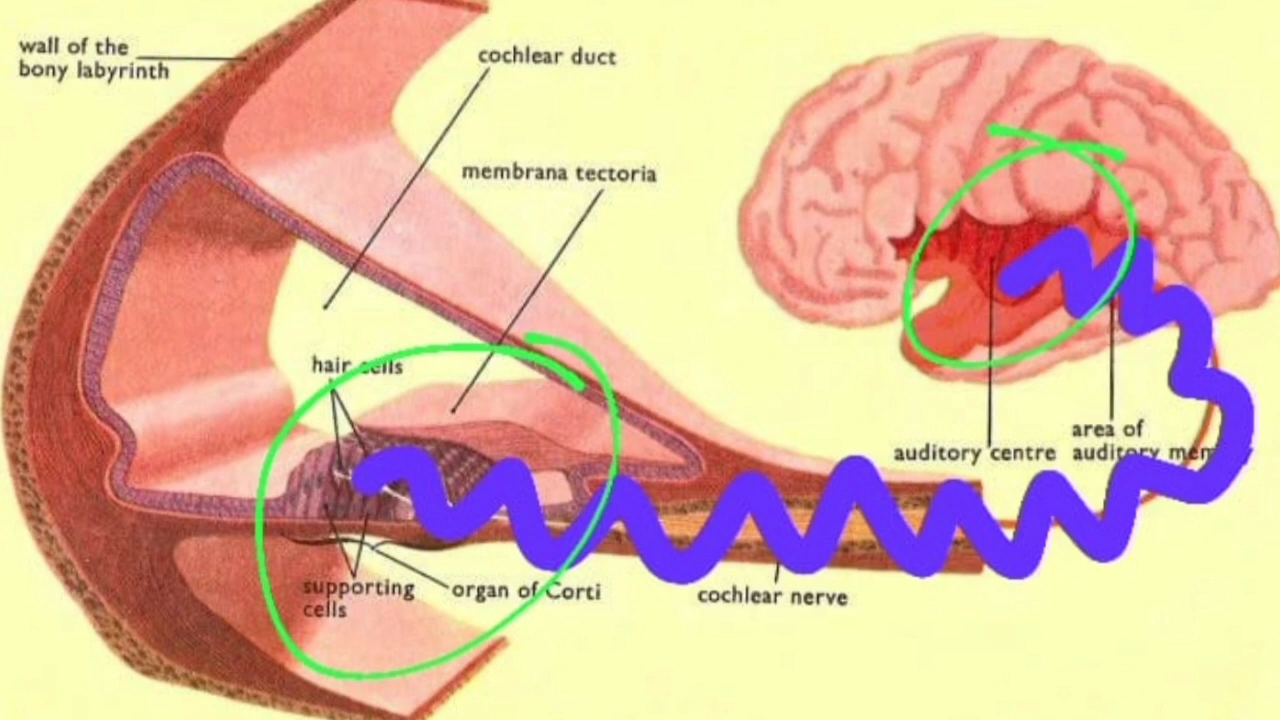 wall of the
bony labyrinth
cochlear duct
membrana tectoria
hair cells
supporting
cells
organ of Corti
cochlear nerve
auditory centre
area of
auditory mem